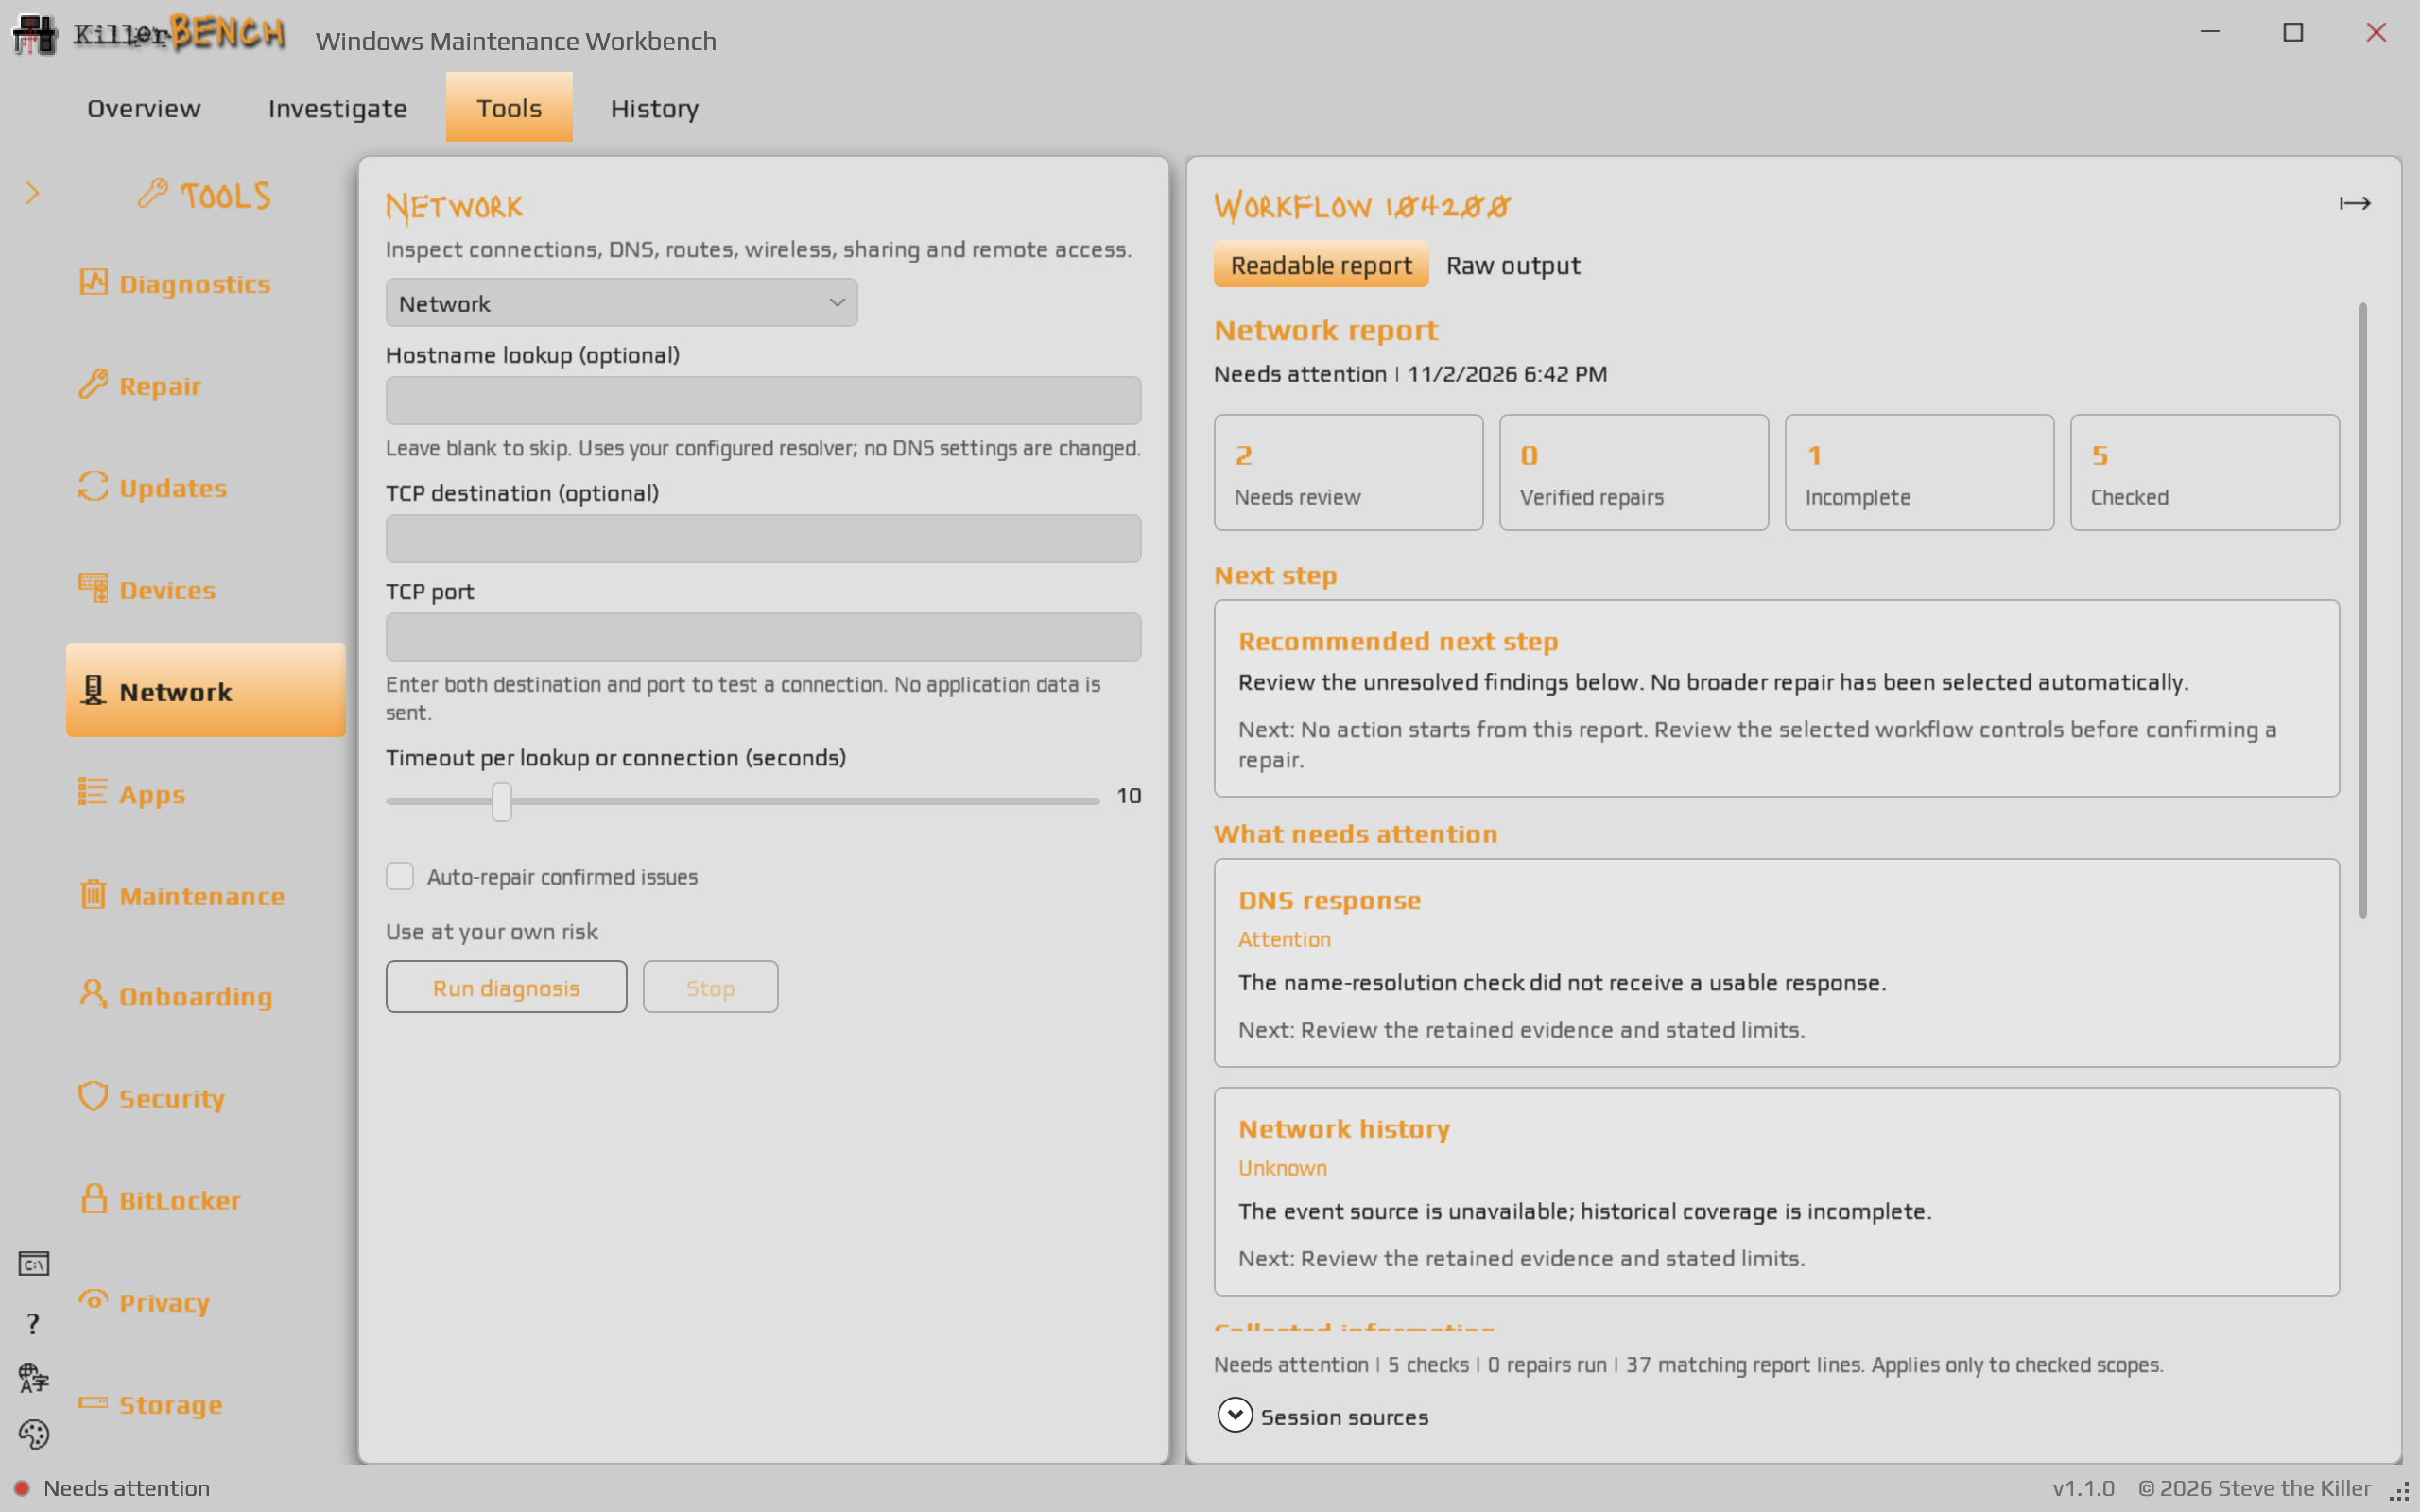 KillerBENCH Windows Maintenance Workbench
Overview
Investigate
Tools
History
TOOLS
Diagnostics
Repair
Updates
Devices
Network
Apps
Maintenance
Onboarding
Security
BitLocker
Privacy
Storage
C:\
?
A字
Network
Inspect connections, DNS, routes, wireless, sharing and remote access.
Network
Hostname lookup (optional)
Leave blank to skip. Uses your configured resolver; no DNS settings are changed.
TCP destination (optional)
TCP port
Enter both destination and port to test a connection. No application data is
sent.
Timeout per lookup or connection (seconds)
10
Auto-repair confirmed issues
Use at your own risk
Run diagnosis
Stop
Workflow 104200
Readable report
Raw output
Network report
Needs attention | 11/2/2026 6:42 PM
2
Needs review
0
Verified repairs
1
Incomplete
5
Checked
Next step
Recommended next step
Review the unresolved findings below. No broader repair has been selected automatically.
Next: No action starts from this report. Review the selected workflow controls before confirming a
repair.
What needs attention
DNS response
Attention
The name-resolution check did not receive a usable response.
Next: Review the retained evidence and stated limits.
Network history
Unknown
The event source is unavailable; historical coverage is incomplete.
Next: Review the retained evidence and stated limits.
Collected information
Needs attention | 5 checks | 0 repairs run | 37 matching report lines. Applies only to checked scopes.
Session sources
Needs attention
v1.1.0 © 2026 Steve the Killer